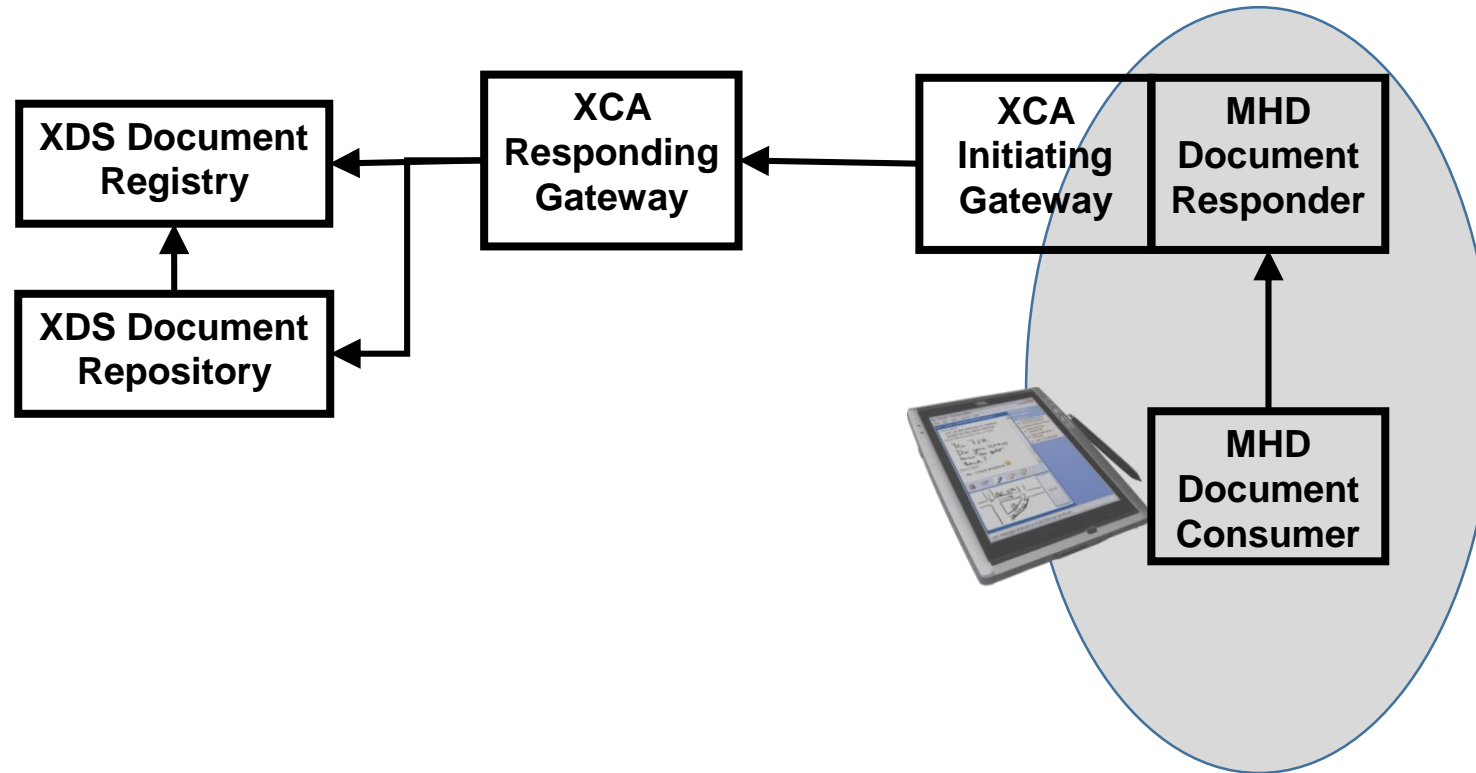 XDS Document
Registry
XDS Document
Repository
XCA
Responding
Gateway
XCA
Initiating
Gateway
MHD
Document
Responder
MHD
Document
Consumer